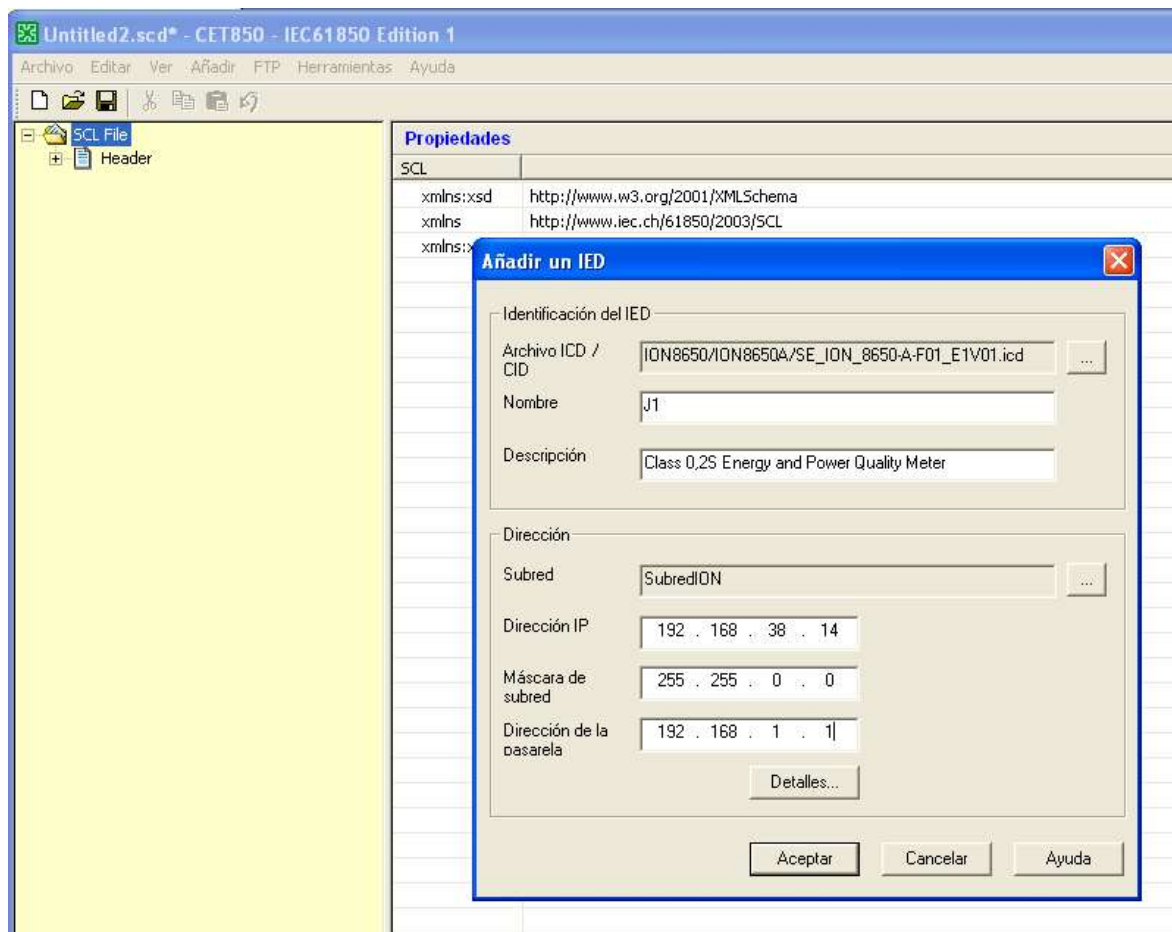 Untitled2.scd* - CET850 - IEC61850 Edition 1
Archivo Editar Ver Añadir FTP Herramientas Ayuda
SCL File
Header
Propiedades
SCL
xmlns:xsd http://www.w3.org/2001/XMLSchema
xmlns http://www.iec.ch/61850/2003/SCL
xmlns:x
Añadir un IED
Identificación del IED
Archivo ICD / CID
ION8650/ION8650A/SE_ION_8650-A-F01_E1V01.icd
...
Nombre
J1
Descripción
Class 0,2S Energy and Power Quality Meter
Dirección
Subred
SubredION
...
Dirección IP
192 . 168 . 38 . 14
Máscara de subred
255 . 255 . 0 . 0
Dirección de la pasarela
192 . 168 . 1 . 1
Detalles...
Aceptar Cancelar Ayuda